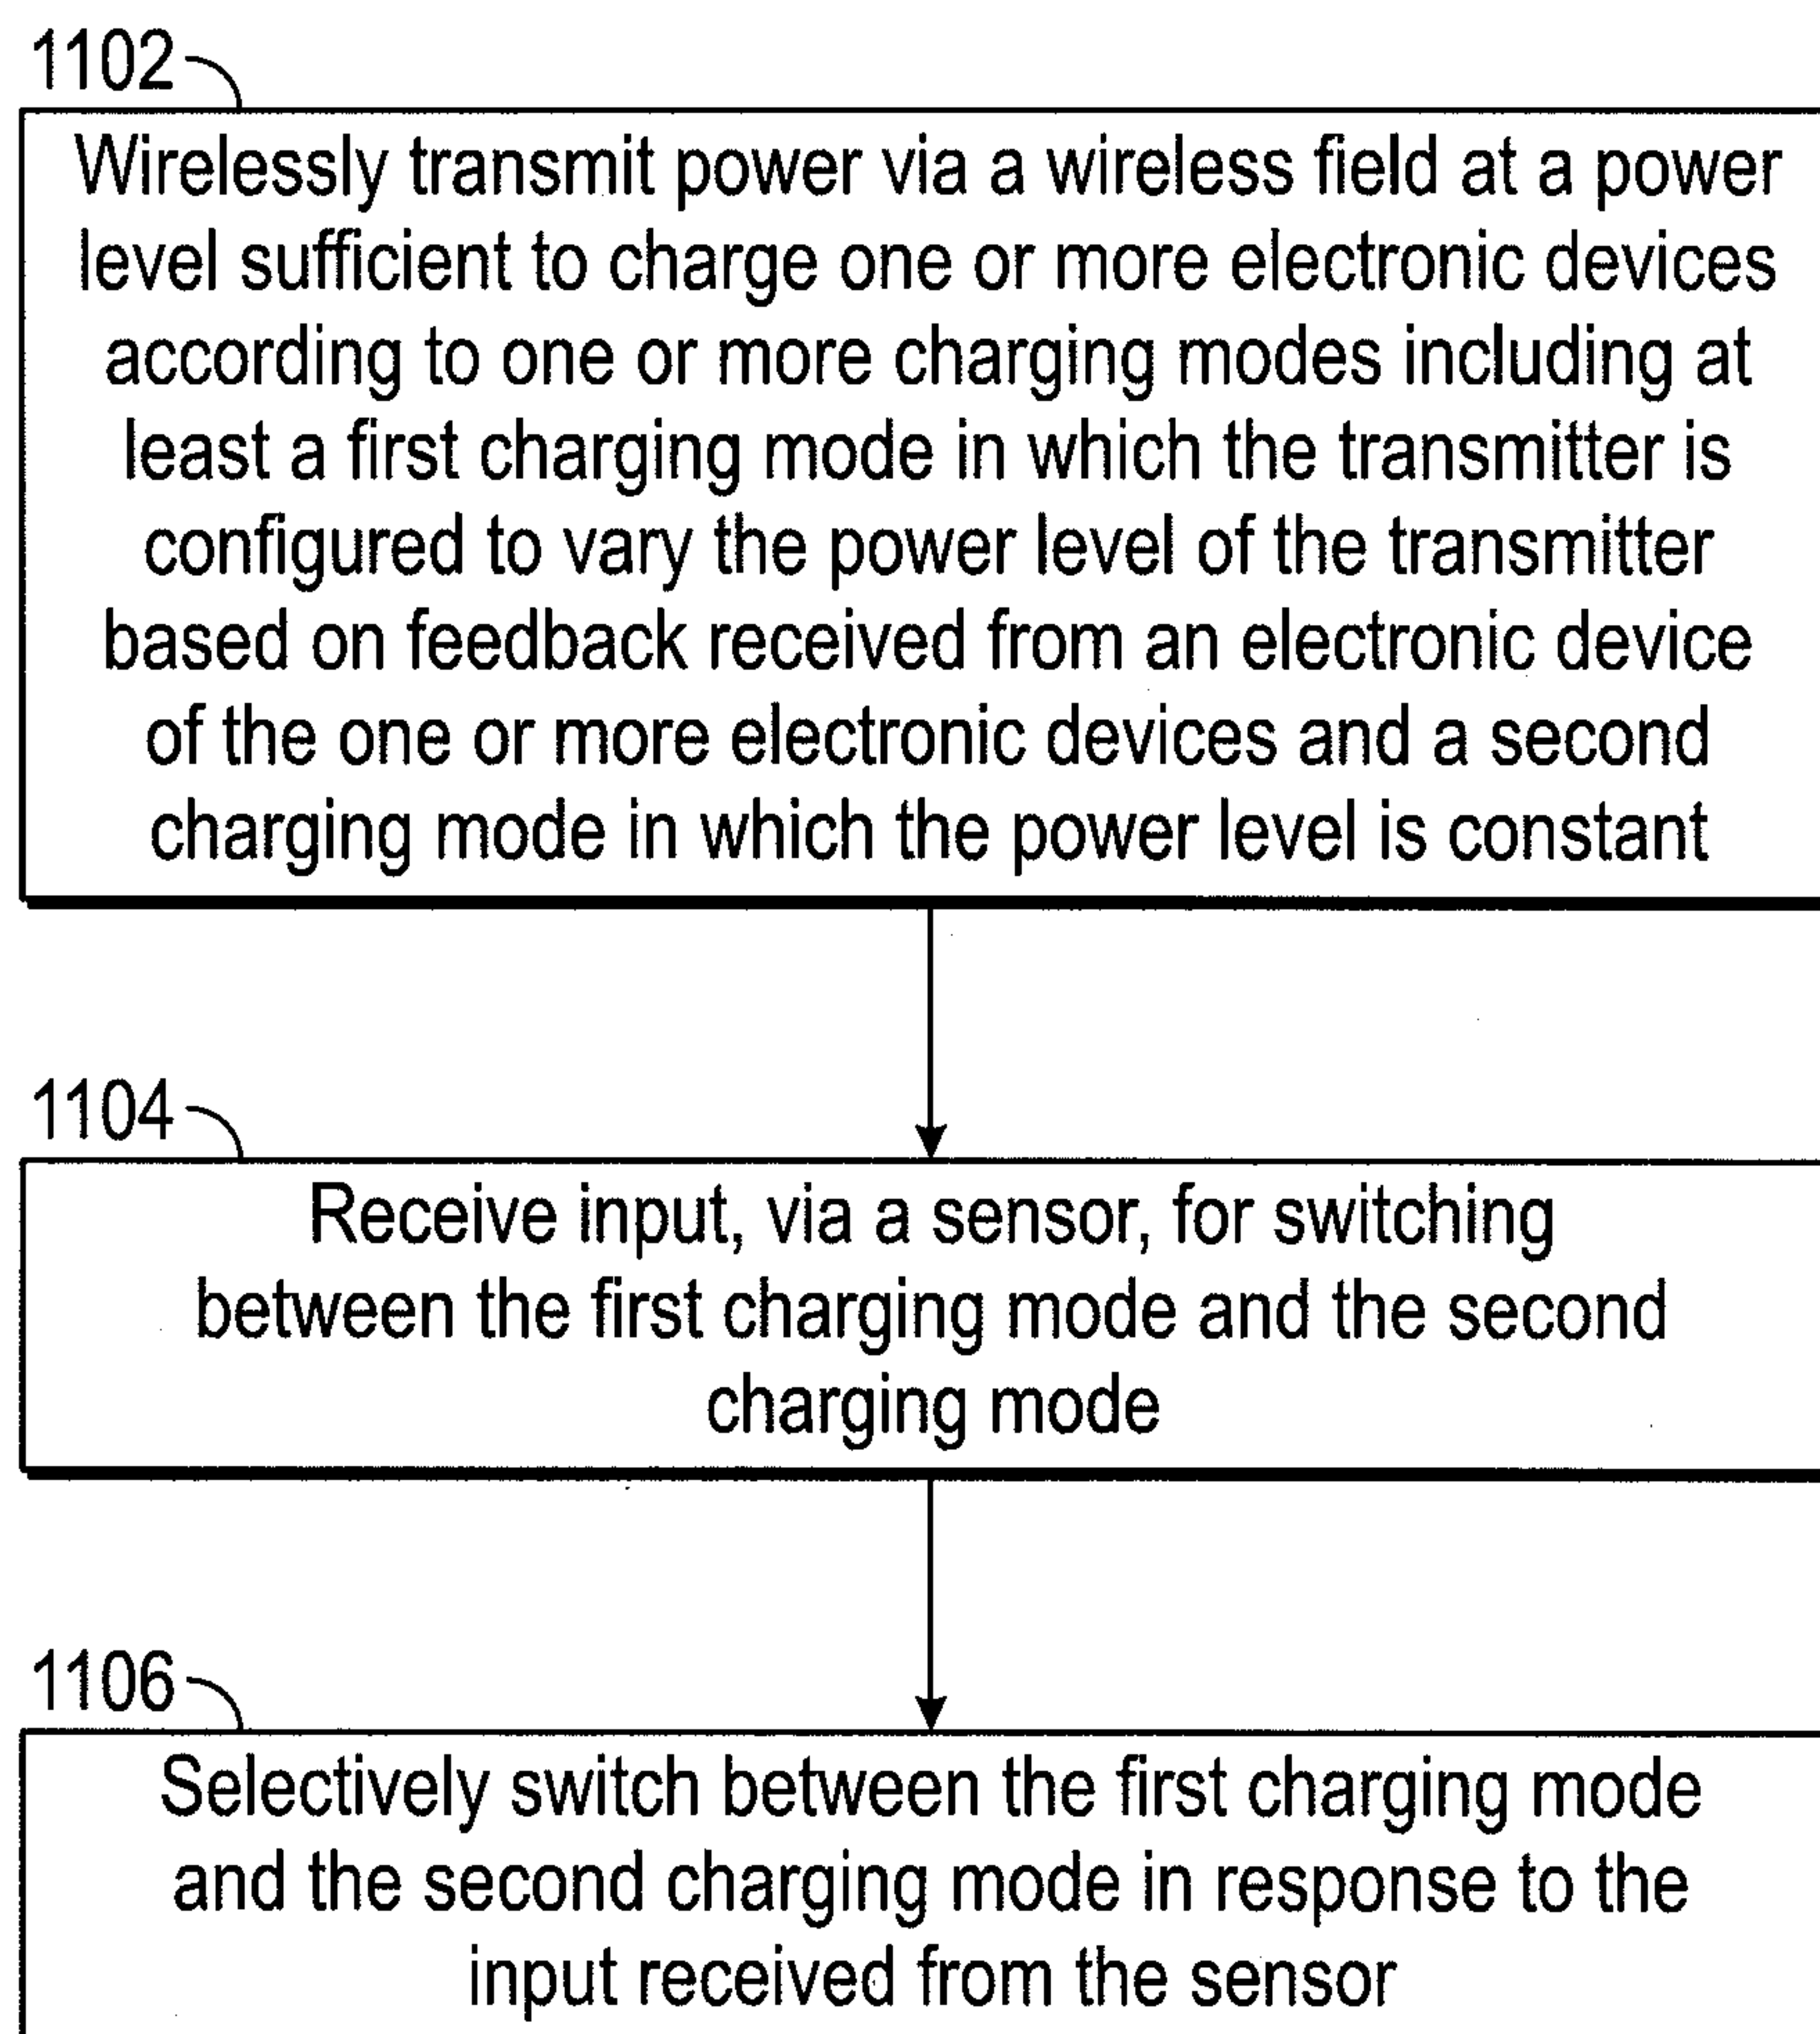 1102
Wirelessly transmit power via a wireless field at a power
level sufficient to charge one or more electronic devices
according to one or more charging modes including at
least a first charging mode in which the transmitter is
configured to vary the power level of the transmitter
based on feedback received from an electronic device
of the one or more electronic devices and a second
charging mode in which the power level is constant
1104
Receive input, via a sensor, for switching
between the first charging mode and the second
charging mode
1106
Selectively switch between the first charging mode
and the second charging mode in response to the
input received from the sensor